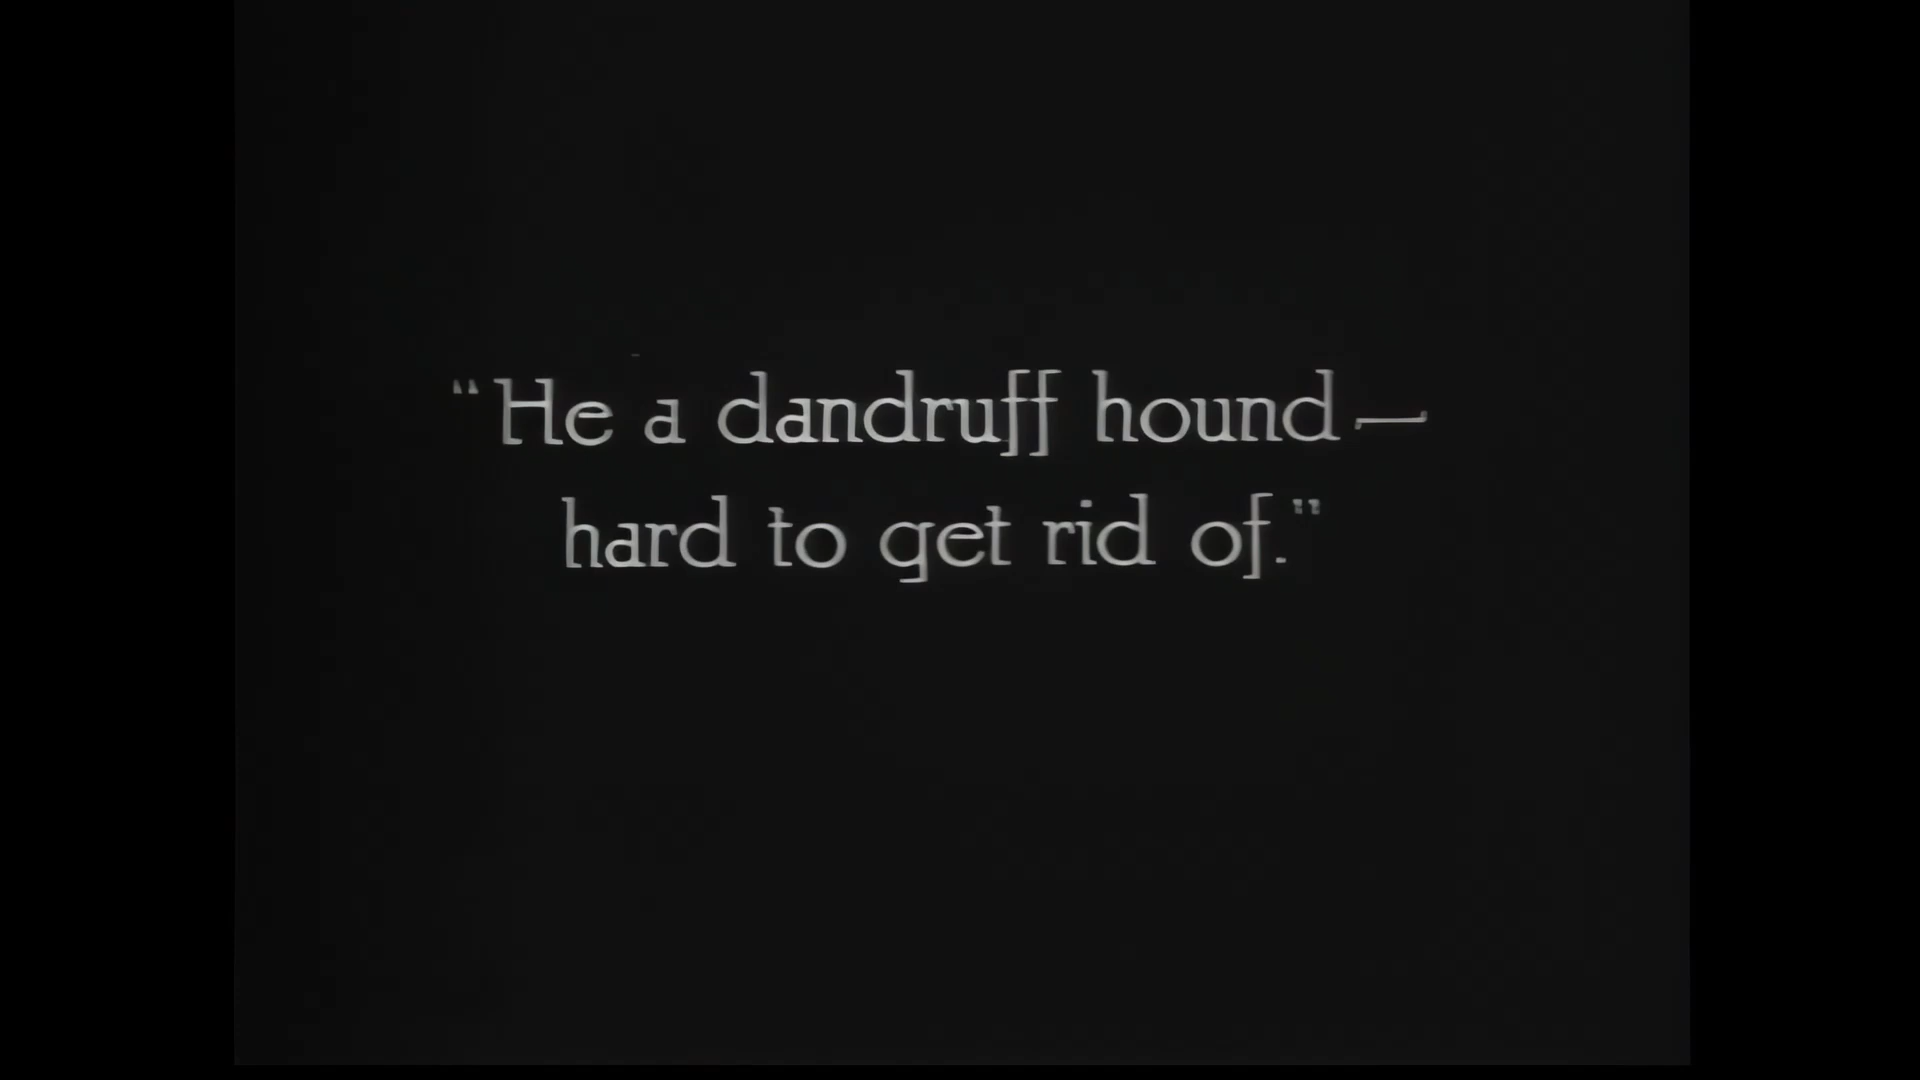 “He a dandruff hound—
hard to get rid of.”